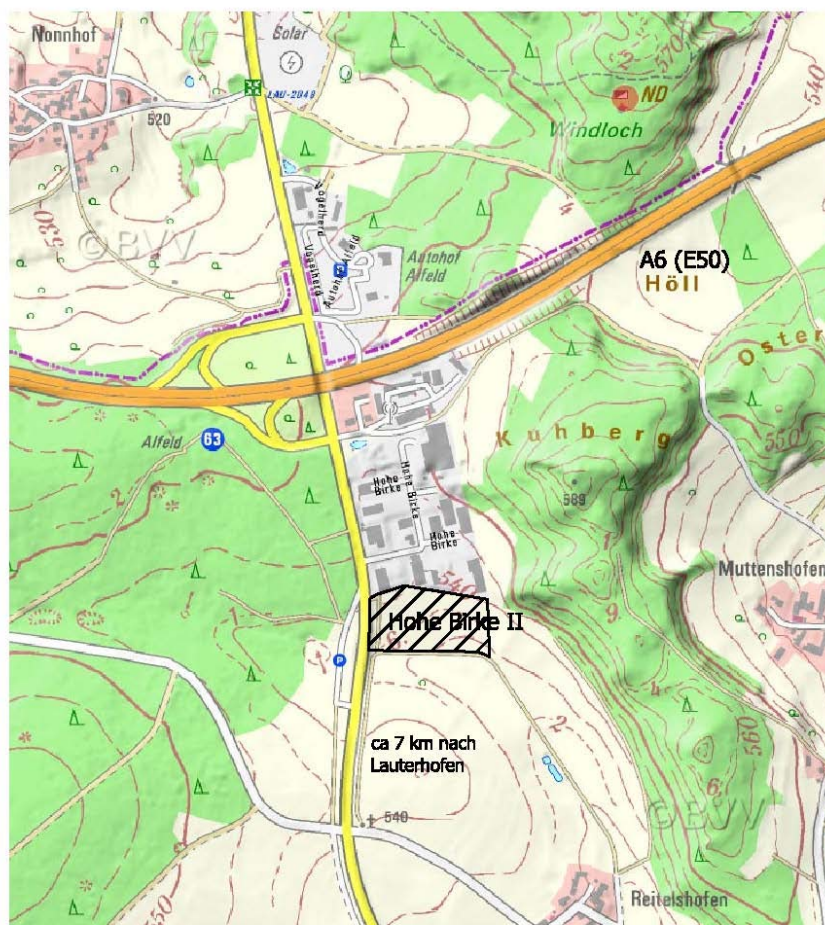 Nonnhof
Solar
LAU-2049
570
540
ND
520
Windloch
Vogelherd
530
©BVV
Vogelherd
Autohof Alfeld
Autohof
Alfeld
A6 (E50)
Höll
Oster
550
Kuhberg
Alfeld
63
Hohe
Birke
Hohe Birke
589
Hohe
Birke
540
Muttenshofen
Hohe Birke II
P
ca 7 km nach
Lauterhofen
560
540
©BVV
550
Reitelshofen